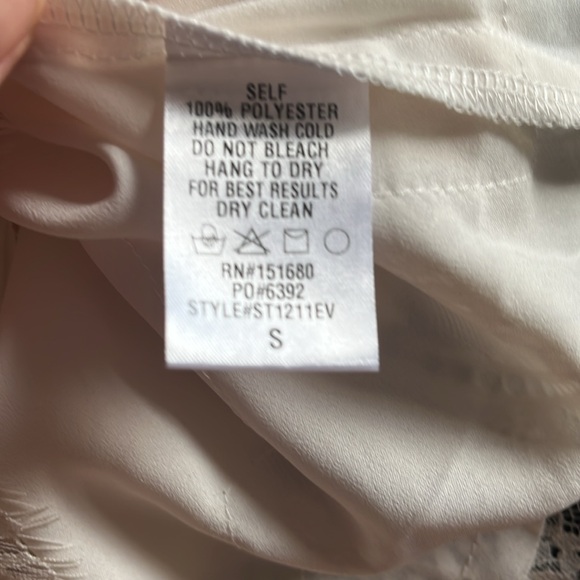 SELF
100% POLYESTER
HAND WASH COLD
DO NOT BLEACH
HANG TO DRY
FOR BEST RESULTS
DRY CLEAN
RN#151680
PO#6392
STYLE#ST1211EV
S